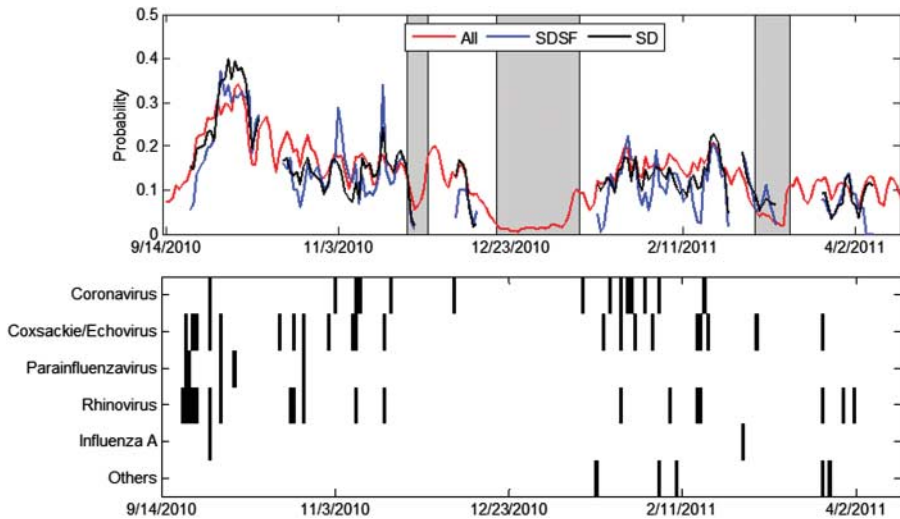 0.5
0.4
0.3
0.2
0.1
0
Probability
All SDSF SD
9/14/2010 11/3/2010 12/23/2010 2/11/2011 4/2/2011
Coronavirus
Coxsackie/Echovirus
Parainfluenzavirus
Rhinovirus
Influenza A
Others
9/14/2010 11/3/2010 12/23/2010 2/11/2011 4/2/2011